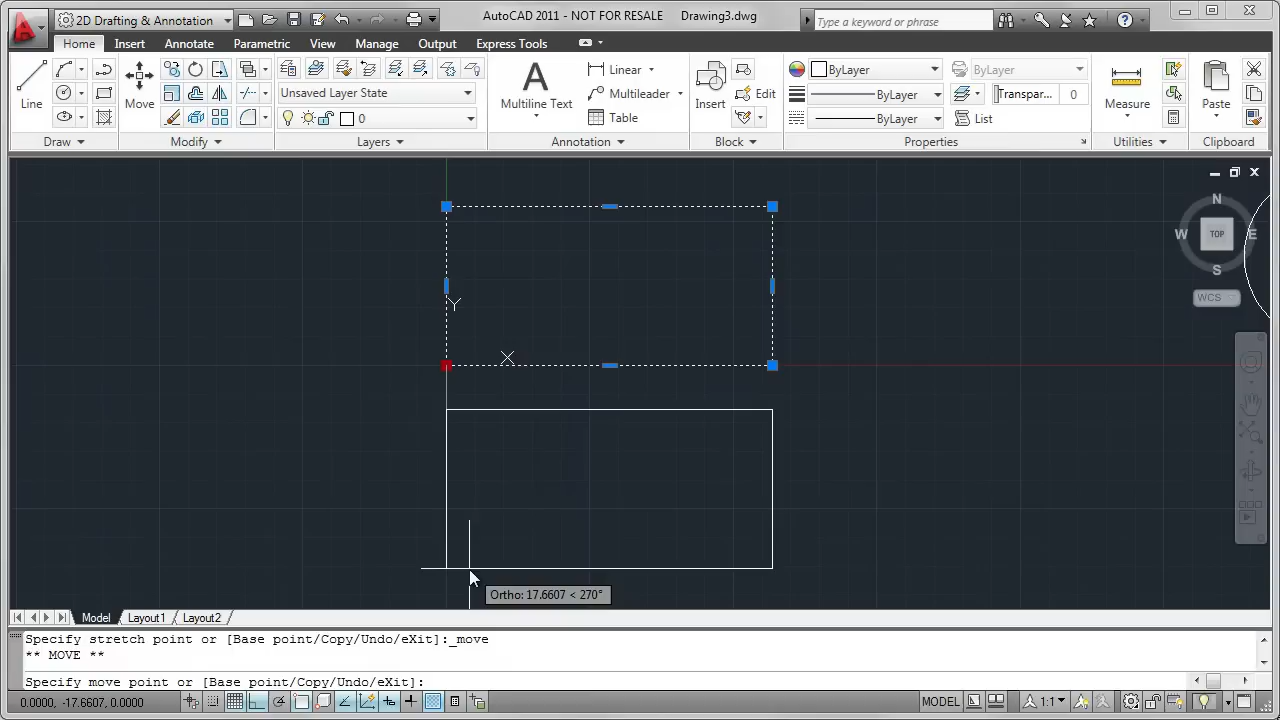 2D Drafting & Annotation
AutoCAD 2011 - NOT FOR RESALE Drawing3.dwg
Type a keyword or phrase
Home Insert Annotate Parametric View Manage Output Express Tools
Line
Move
Unsaved Layer State
0
A
Multiline Text
Linear
Multileader
Table
Insert
Edit
ByLayer
ByLayer
ByLayer
ByLayer
Transpar... 0
List
Measure
Paste
Draw Modify Layers Annotation Block Properties Utilities Clipboard
N
W TOP E
S
WCS
Y
X
Ortho: 17.6607 < 270°
Model Layout1 Layout2
Specify stretch point or [Base point/Copy/Undo/eXit]:_move
** MOVE **
Specify move point or [Base point/Copy/Undo/eXit]:
0.0000, -17.6607, 0.0000
MODEL
1:1